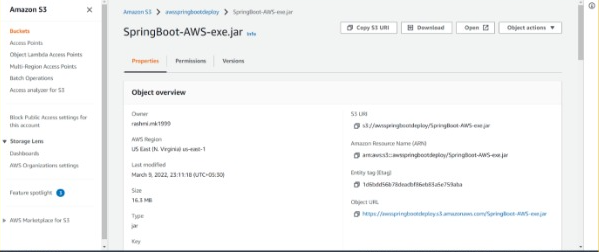 Amazon S3
Buckets
Access Points
Object Lambda Access Points
Multi-Region Access Points
Batch Operations
Access analyzer for S3
Block Public Access settings for
this account
Storage Lens
Dashboards
AWS Organizations settings
Feature spotlight
AWS Marketplace for S3
Amazon S3 > awsspringbootdeploy > SpringBoot-AWS-exe.jar
SpringBoot-AWS-exe.jar Info
Copy S3 URI
Download
Open
Object actions
Properties
Permissions
Versions
Object overview
Owner
rashmi.mk1999
AWS Region
US East (N. Virginia) us-east-1
Last modified
March 9, 2022, 23:11:18 (UTC+05:30)
Size
16.3 MB
Type
jar
Key
S3 URI
s3://awsspringbootdeploy/SpringBoot-AWS-exe.jar
Amazon Resource Name (ARN)
arn:aws:s3:::awsspringbootdeploy/SpringBoot-AWS-exe.jar
Entity tag (Etag)
Object URL
https://awsspringbootdeploy.s3.amazonaws.com/SpringBoot-AWS-exe.jar